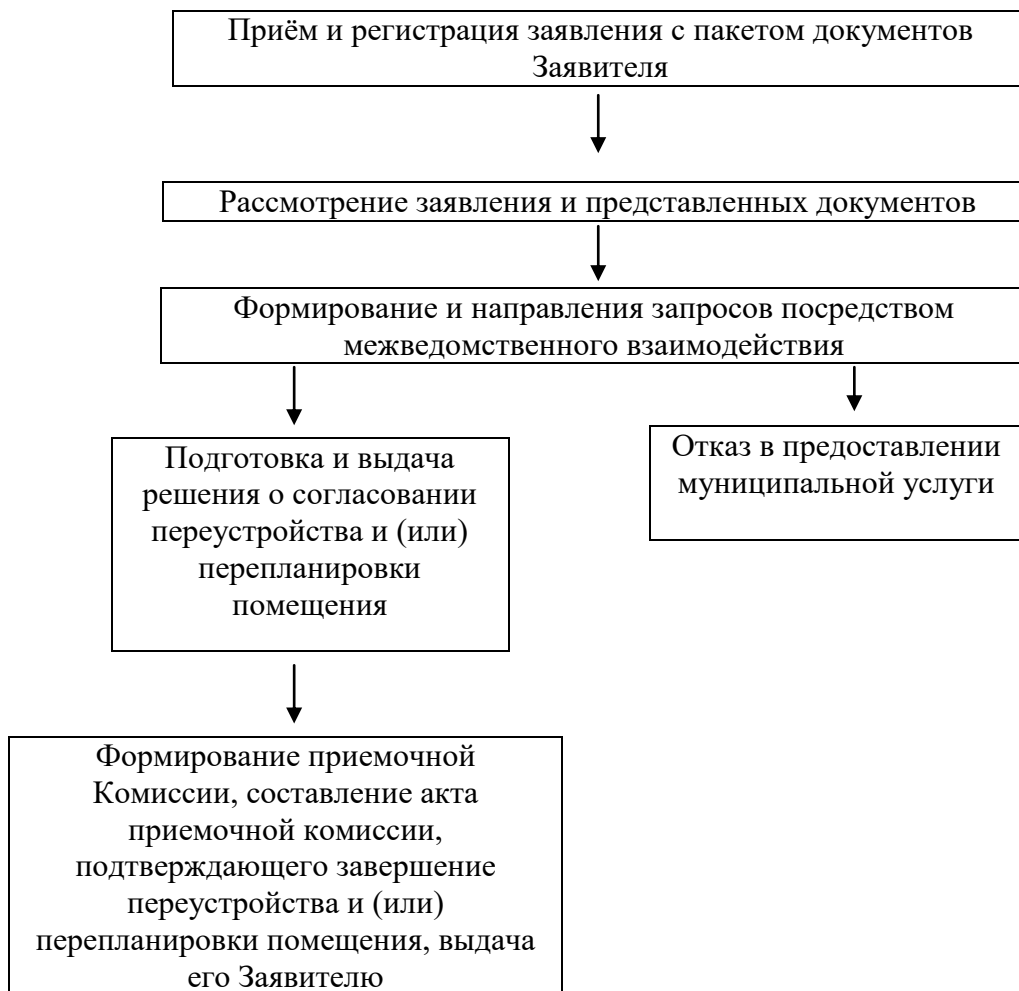 Приём и регистрация заявления с пакетом документов
Заявителя
Рассмотрение заявления и представленных документов
Формирование и направления запросов посредством
межведомственного взаимодействия
Подготовка и выдача
решения о согласовании
переустройства и (или)
перепланировки
помещения
Отказ в предоставлении
муниципальной услуги
Формирование приемочной
Комиссии, составление акта
приемочной комиссии,
подтверждающего завершение
переустройства и (или)
перепланировки помещения, выдача
его Заявителю